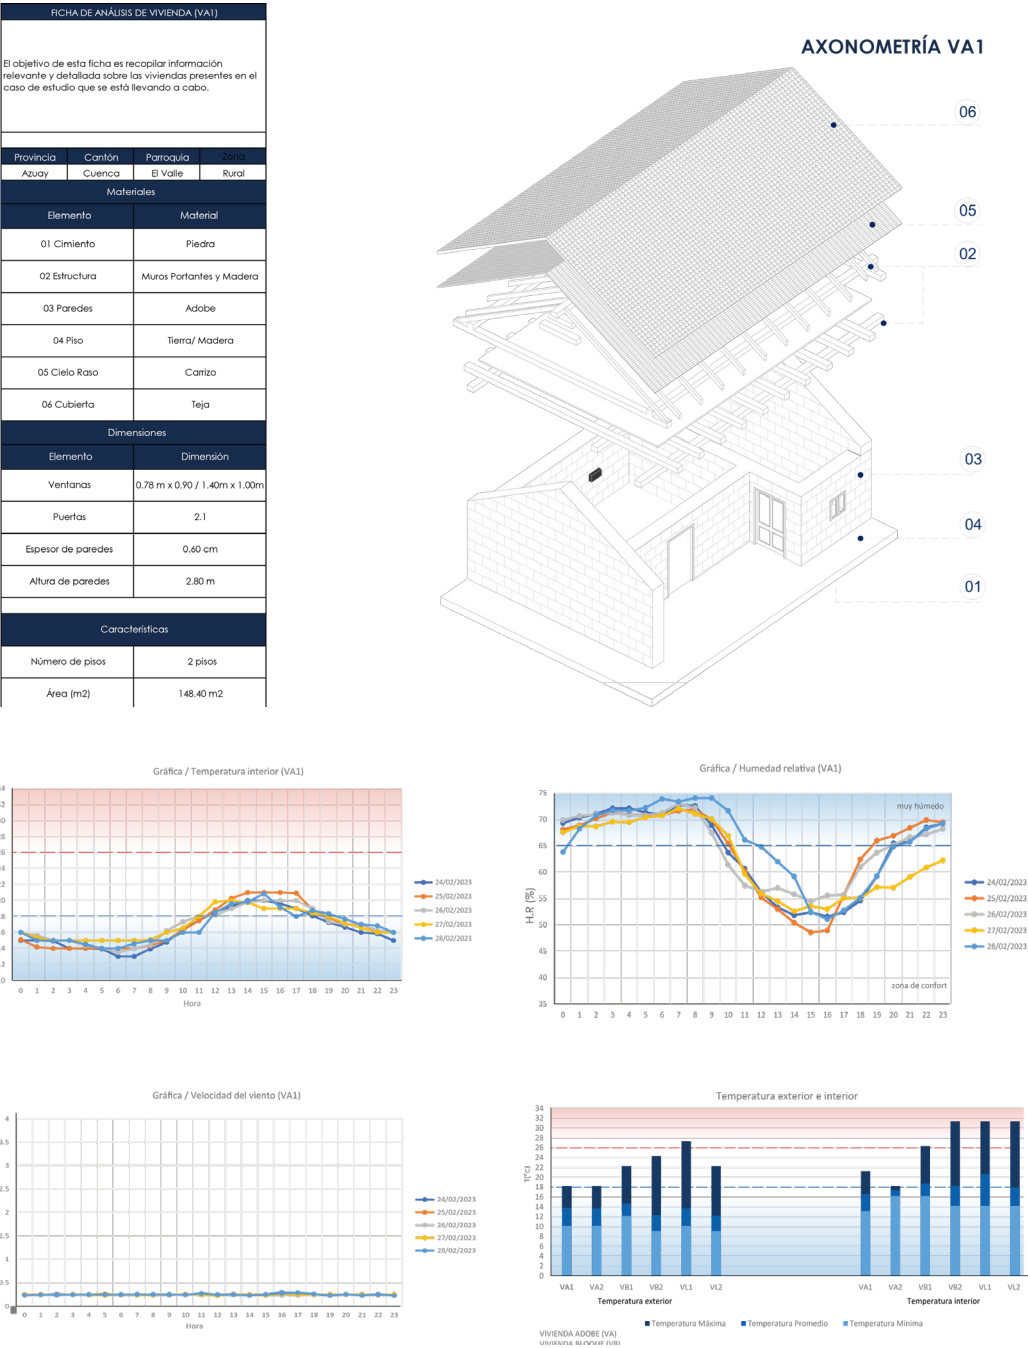 FICHA DE ANÁLISIS DE VIVIENDA (VA1)
El objetivo de esta ficha es recopilar información
relevante y detallada sobre las viviendas presentes en el
caso de estudio que se está llevando a cabo.
Provincia Cantón Parroquia Zona
Azuay Cuenca El Valle Rural
Materiales
Elemento Material
01 Cimiento Piedra
02 Estructura Muros Portantes y Madera
03 Paredes Adobe
04 Piso Tierra/ Madera
05 Cielo Raso Carrizo
06 Cubierta Teja
Dimensiones
Elemento Dimensión
Ventanas 0.78 m x 0.90 / 1.40m x 1.00m
Puertas 2.1
Espesor de paredes 0.60 cm
Altura de paredes 2.80 m
Características
Número de pisos 2 pisos
Área (m2) 148.40 m2
AXONOMETRÍA VA1
06
05
02
03
04
01
Gráfica / Temperatura interior (VA1)
0 1 2 3 4 5 6 7 8 9 10 11 12 13 14 15 16 17 18 19 20 21 22 23
Hora
24/02/2023
25/02/2023
26/02/2023
27/02/2023
28/02/2023
Gráfica / Humedad relativa (VA1)
H.R (%)
75
70
65
60
55
50
45
40
35
muy húmedo
zona de confort
0 1 2 3 4 5 6 7 8 9 10 11 12 13 14 15 16 17 18 19 20 21 22 23
24/02/2023
25/02/2023
26/02/2023
27/02/2023
28/02/2023
Gráfica / Velocidad del viento (VA1)
4
3.5
3
2.5
2
1.5
1
0.5
0
0 1 2 3 4 5 6 7 8 9 10 11 12 13 14 15 16 17 18 19 20 21 22 23
Hora
24/02/2023
25/02/2023
26/02/2023
27/02/2023
28/02/2023
Temperatura exterior e interior
T(°C)
34
32
30
28
26
24
22
20
18
16
14
12
10
8
6
4
2
0
VA1 VA2 VB1 VB2 VL1 VL2 VA1 VA2 VB1 VB2 VL1 VL2
Temperatura exterior Temperatura interior
Temperatura Máxima Temperatura Promedio Temperatura Mínima
VIVIENDA ADOBE (VA)
VIVIENDA BLOQUE (VB)